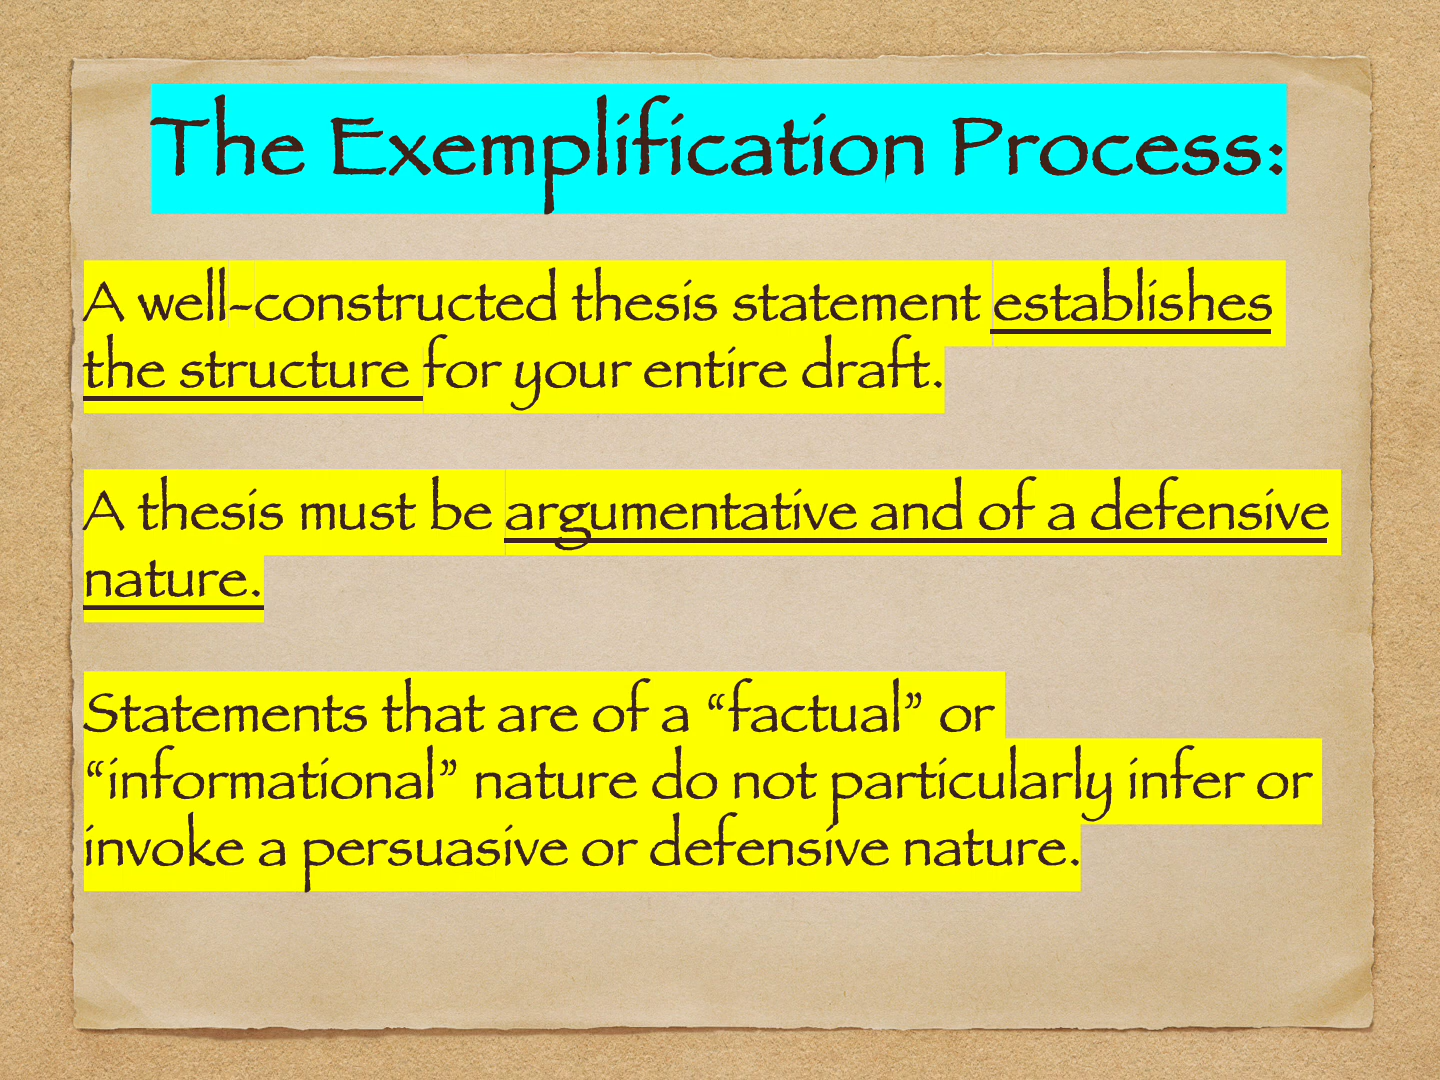 The Exemplification Process:
A well-constructed thesis statement establishes
the structure for your entire draft.
A thesis must be argumentative and of a defensive
nature.
Statements that are of a “factual” or
“informational” nature do not particularly infer or
invoke a persuasive or defensive nature.